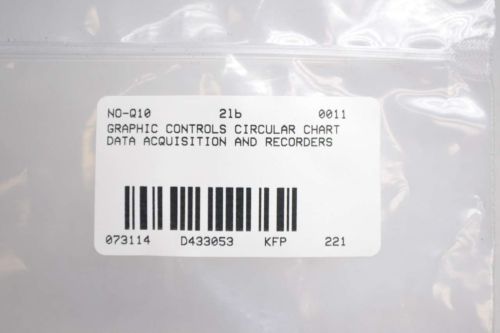 NO-Q10 2lb 0011
GRAPHIC CONTROLS CIRCULAR CHART
DATA ACQUISITION AND RECORDERS
073114 D433053 KFP 221